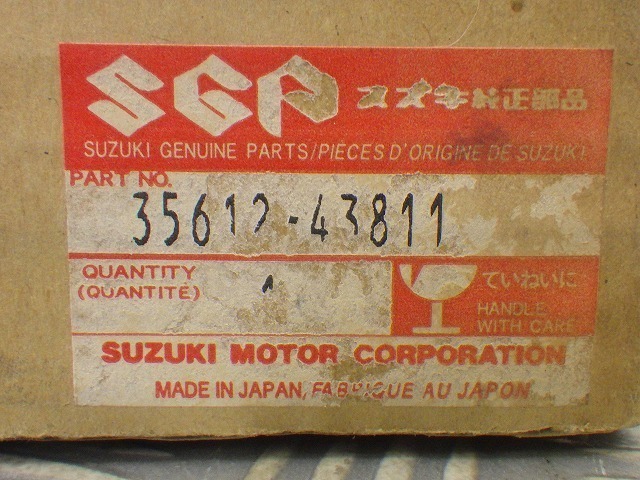 SGP スズキ純正部品
SUZUKI GENUINE PARTS/PIÈCES D'ORIGINE DE SUZUKI
PART NO.
35612-43811
QUANTITY
(QUANTITÉ)
ていねいに
HANDLE
WITH CARE
SUZUKI MOTOR CORPORATION
MADE IN JAPAN, FABRIQUE AU JAPON